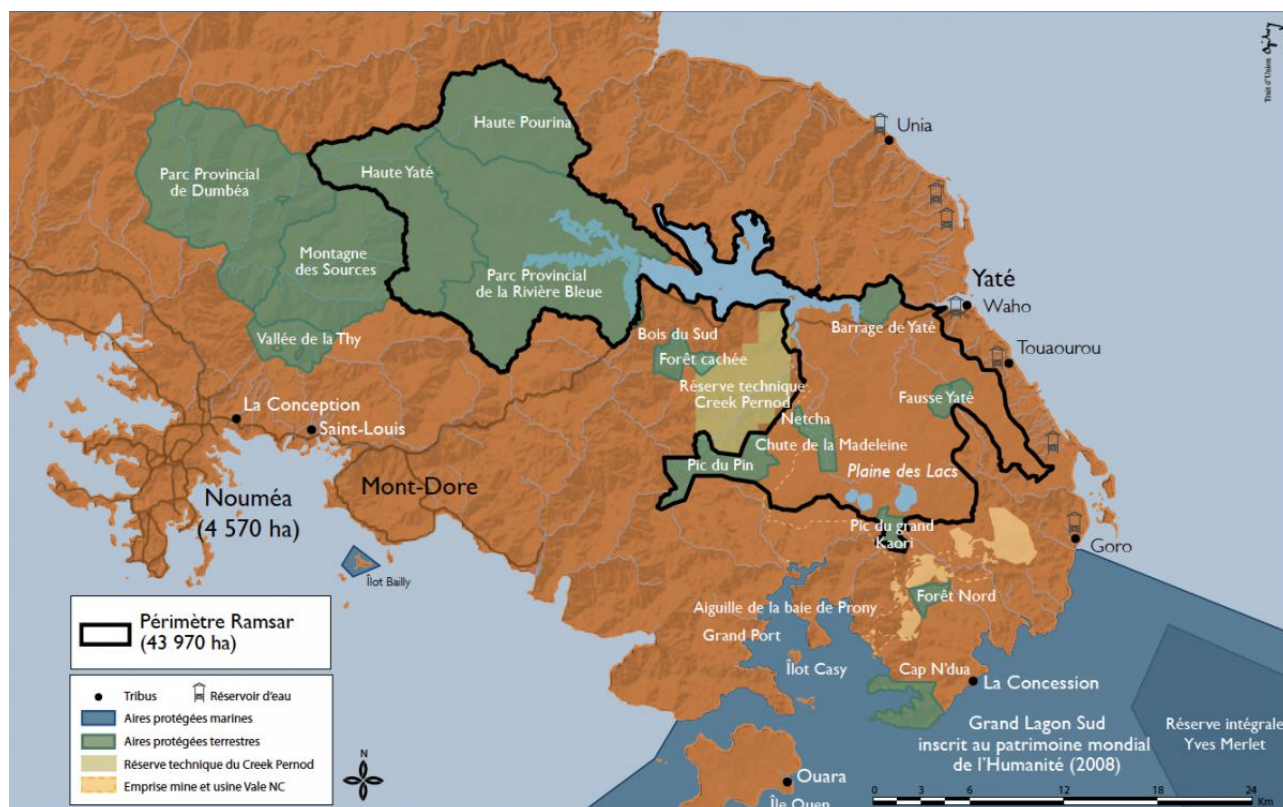 Trait d'Union Ogilvy
Haute Pourina
Unia
Parc Provincial
de Dumbéa
Haute Yaté
Montagne
des Sources
Parc Provincial
de la Rivière Bleue
Yaté
Waho
Barrage de Yaté
Vallée de la Thy
Bois du Sud
Forêt cachée
Touaourou
Réserve technique
Creek Pernod
Fausse Yaté
La Conception
Saint-Louis
Netcha
Chute de la Madeleine
Pic du Pin
Plaine des Lacs
Nouméa
(4 570 ha)
Mont-Dore
Pic du grand
Kaori
Goro
Îlot Bailly
Forêt Nord
Aiguille de la baie de Prony
Grand Port
Îlot Casy
Cap N'dua
La Concession
Grand Lagon Sud
inscrit au patrimoine mondial
de l'Humanité (2008)
Réserve intégrale
Yves Merlet
Ouara
Île Ouen
Périmètre Ramsar
(43 970 ha)
Tribus
Réservoir d'eau
Aires protégées marines
Aires protégées terrestres
Réserve technique du Creek Pernod
Emprise mine et usine Vale NC
N
0 3 6 12 18 24
Km